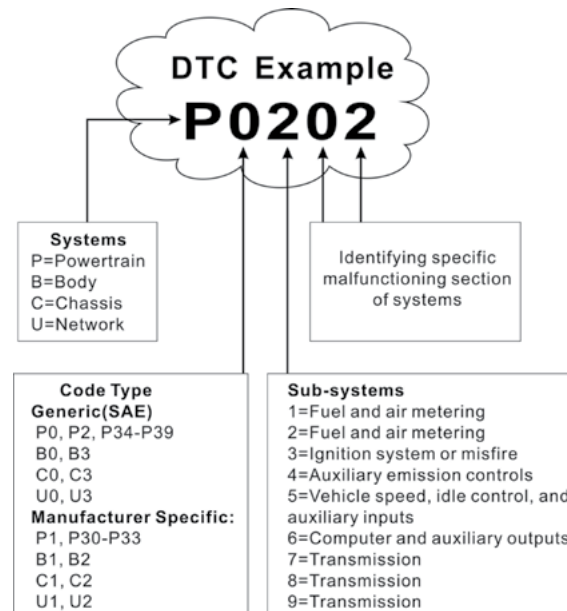 DTC Example
P0202
Systems
P=Powertrain
B=Body
C=Chassis
U=Network
Identifying specific
malfunctioning section
of systems
Code Type
Generic(SAE)
P0, P2, P34-P39
B0, B3
C0, C3
U0, U3
Manufacturer Specific:
P1, P30-P33
B1, B2
C1, C2
U1, U2
Sub-systems
1=Fuel and air metering
2=Fuel and air metering
3=Ignition system or misfire
4=Auxiliary emission controls
5=Vehicle speed, idle control, and
auxiliary inputs
6=Computer and auxiliary outputs
7=Transmission
8=Transmission
9=Transmission